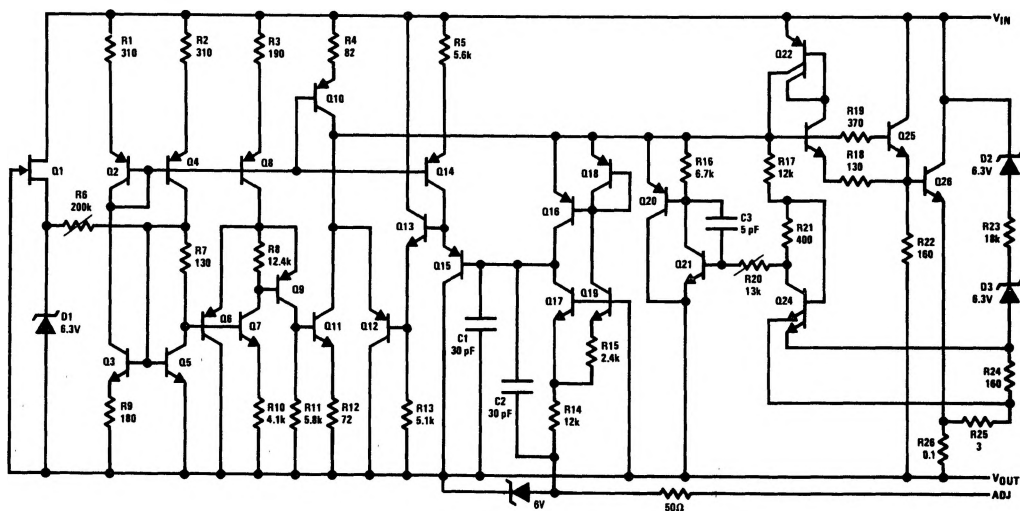 V_IN
R1
310
R2
310
R3
190
R4
82
R5
5.6k
Q22
Q10
R19
370
Q25
Q1
Q2
Q4
Q8
Q14
Q18
R16
6.7k
R17
12k
R18
130
Q26
D2
6.3V
R6
200k
Q20
Q16
Q13
C3
5 pF
R21
400
R22
160
R23
18k
R7
130
R8
12.4k
Q9
Q15
Q21
R20
13k
D1
6.3V
Q6
Q7
Q11
Q12
Q17
Q19
Q24
D3
6.3V
C1
30 pF
R15
2.4k
Q3
Q5
R24
160
C2
30 pF
R9
180
R10
4.1k
R11
5.8k
R12
72
R13
5.1k
R14
12k
R26
0.1
R25
3
V_OUT
6V
50Ω
ADJ